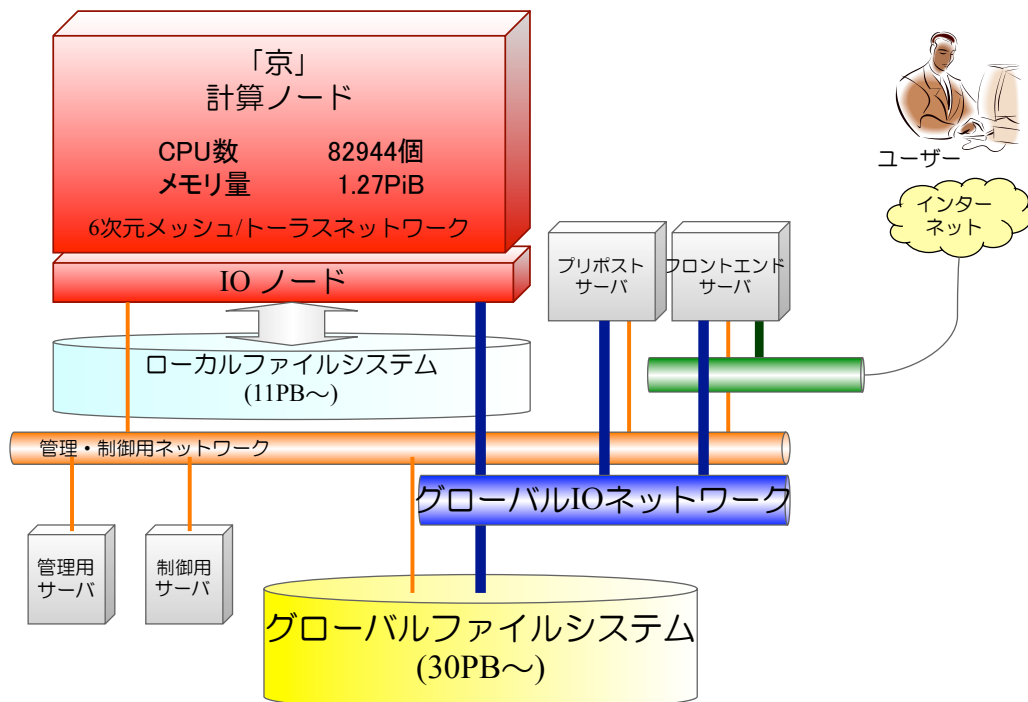 「京」
計算ノード
CPU数 82944個
メモリ量 1.27PiB
6次元メッシュ/トーラスネットワーク
IO ノード
ローカルファイルシステム
(11PB～)
ユーザー
インター
ネット
プリポスト
サーバ
フロントエンド
サーバ
管理・制御用ネットワーク
グローバルIOネットワーク
管理用
サーバ
制御用
サーバ
グローバルファイルシステム
(30PB～)